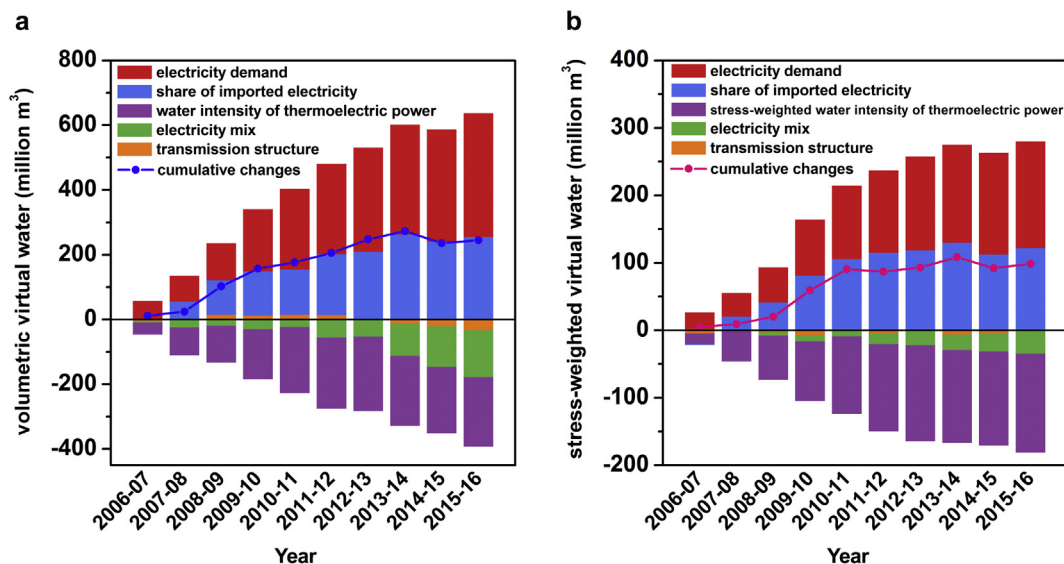 a
volumetric virtual water (million m³)
800
600
400
200
0
-200
-400
electricity demand
share of imported electricity
water intensity of thermoelectric power
electricity mix
transmission structure
cumulative changes
2006-07
2007-08
2008-09
2009-10
2010-11
2011-12
2012-13
2013-14
2014-15
2015-16
Year
b
stress-weighted virtual water (million m³)
400
300
200
100
0
-100
-200
electricity demand
share of imported electricity
stress-weighted water intensity of thermoelectric power
electricity mix
transmission structure
cumulative changes
2006-07
2007-08
2008-09
2009-10
2010-11
2011-12
2012-13
2013-14
2014-15
2015-16
Year